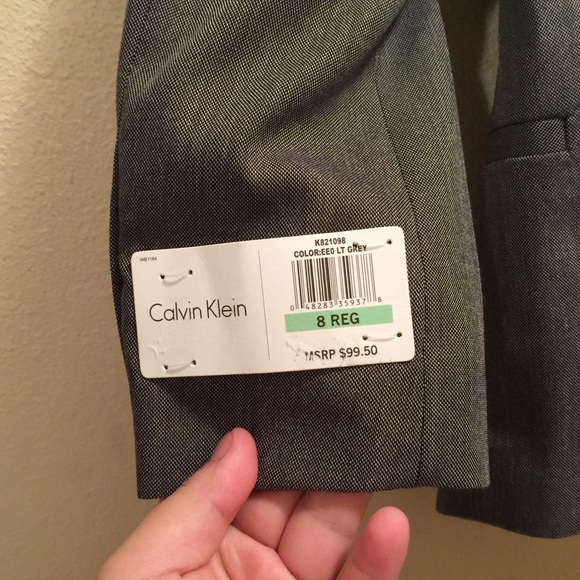 Calvin Klein
K821098
COLOR:EE0 LT GREY
0 48283 35937 8
8 REG
MSRP $99.50